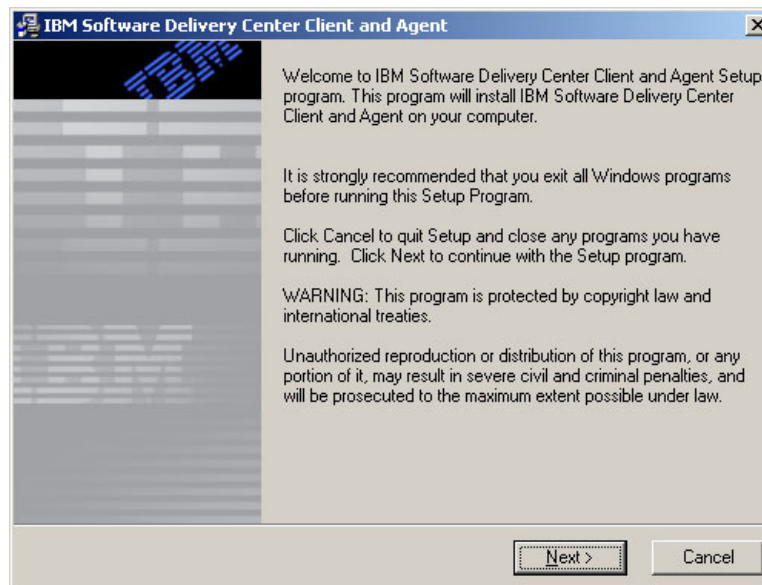 IBM Software Delivery Center Client and Agent
IBM
Welcome to IBM Software Delivery Center Client and Agent Setup
program. This program will install IBM Software Delivery Center
Client and Agent on your computer.
It is strongly recommended that you exit all Windows programs
before running this Setup Program.
Click Cancel to quit Setup and close any programs you have
running. Click Next to continue with the Setup program.
WARNING: This program is protected by copyright law and
international treaties.
Unauthorized reproduction or distribution of this program, or any
portion of it, may result in severe civil and criminal penalties, and
will be prosecuted to the maximum extent possible under law.
IBM
Next >
Cancel